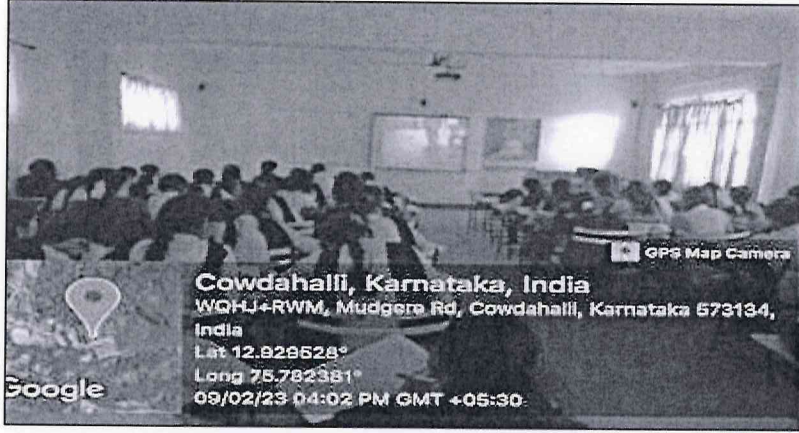 GPS Map Camera
Cowdahalli, Karnataka, India
WQHJ+RWM, Mudgere Rd, Cowdahalli, Karnataka 573134,
India
Lat 12.929528°
Long 75.782381°
09/02/23 04:02 PM GMT +05:30
Google